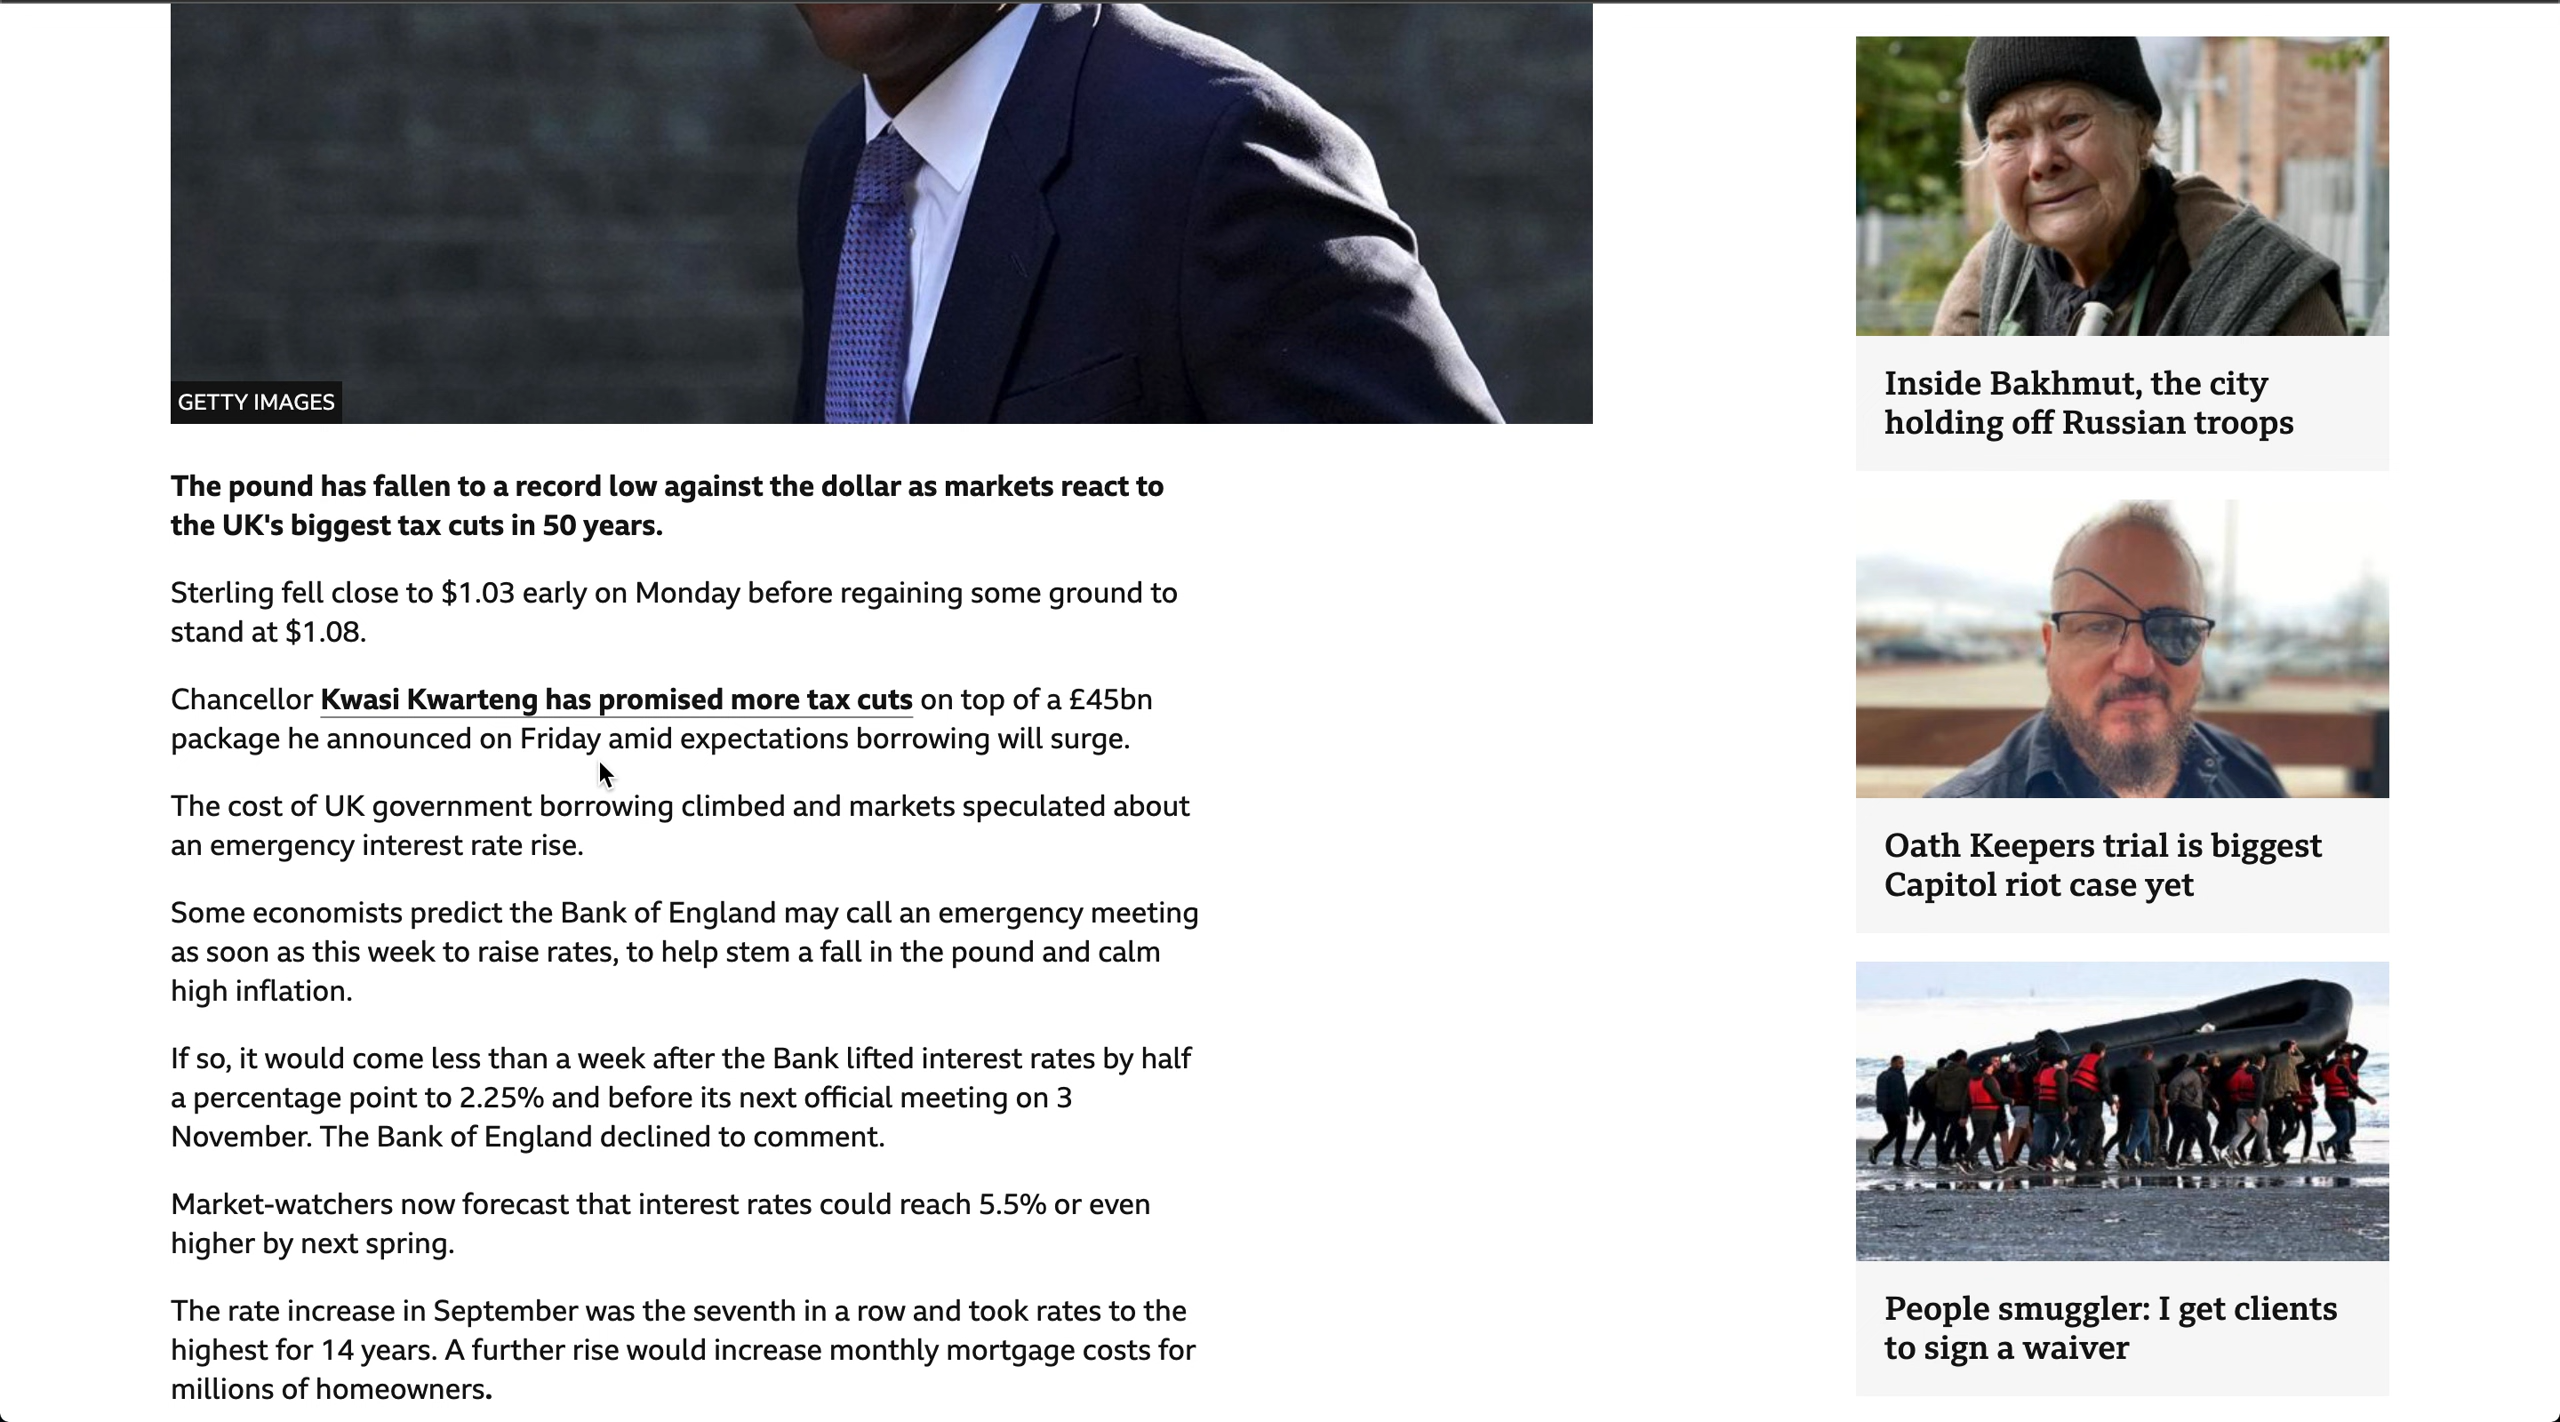 GETTY IMAGES
The pound has fallen to a record low against the dollar as markets react to
the UK's biggest tax cuts in 50 years.
Sterling fell close to $1.03 early on Monday before regaining some ground to
stand at $1.08.
Chancellor Kwasi Kwarteng has promised more tax cuts on top of a £45bn
package he announced on Friday amid expectations borrowing will surge.
The cost of UK government borrowing climbed and markets speculated about
an emergency interest rate rise.
Some economists predict the Bank of England may call an emergency meeting
as soon as this week to raise rates, to help stem a fall in the pound and calm
high inflation.
If so, it would come less than a week after the Bank lifted interest rates by half
a percentage point to 2.25% and before its next official meeting on 3
November. The Bank of England declined to comment.
Market-watchers now forecast that interest rates could reach 5.5% or even
higher by next spring.
The rate increase in September was the seventh in a row and took rates to the
highest for 14 years. A further rise would increase monthly mortgage costs for
millions of homeowners.
Inside Bakhmut, the city
holding off Russian troops
Oath Keepers trial is biggest
Capitol riot case yet
People smuggler: I get clients
to sign a waiver